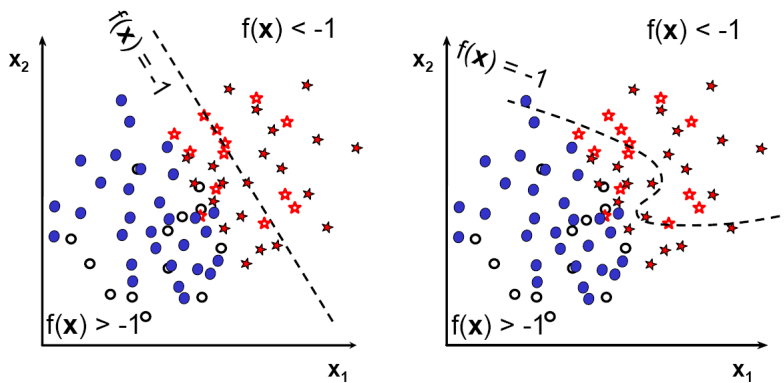 f(x) = -1
f(x) < -1
x2
f(x) > -1
x1
f(x) < -1
x2
f(x) = -1
f(x) > -1
x1